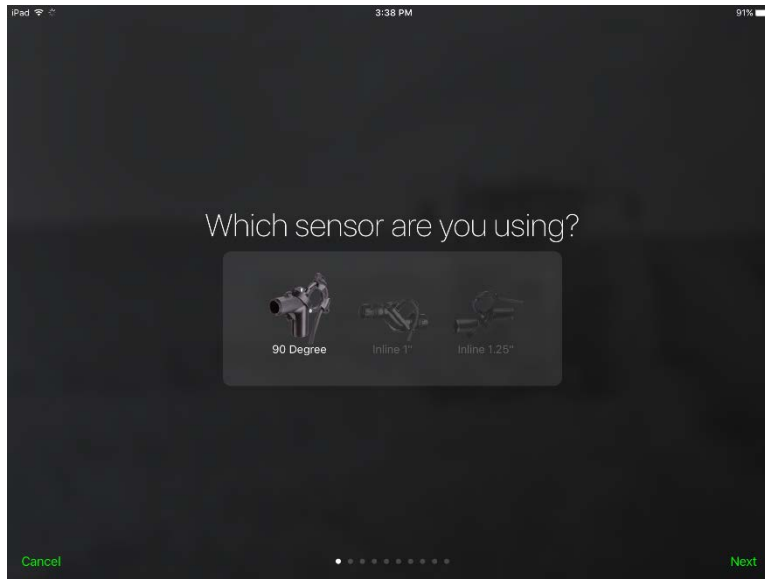 iPad 3:38 PM 91%
Which sensor are you using?
90 Degree Inline 1" Inline 1.25"
Cancel Next